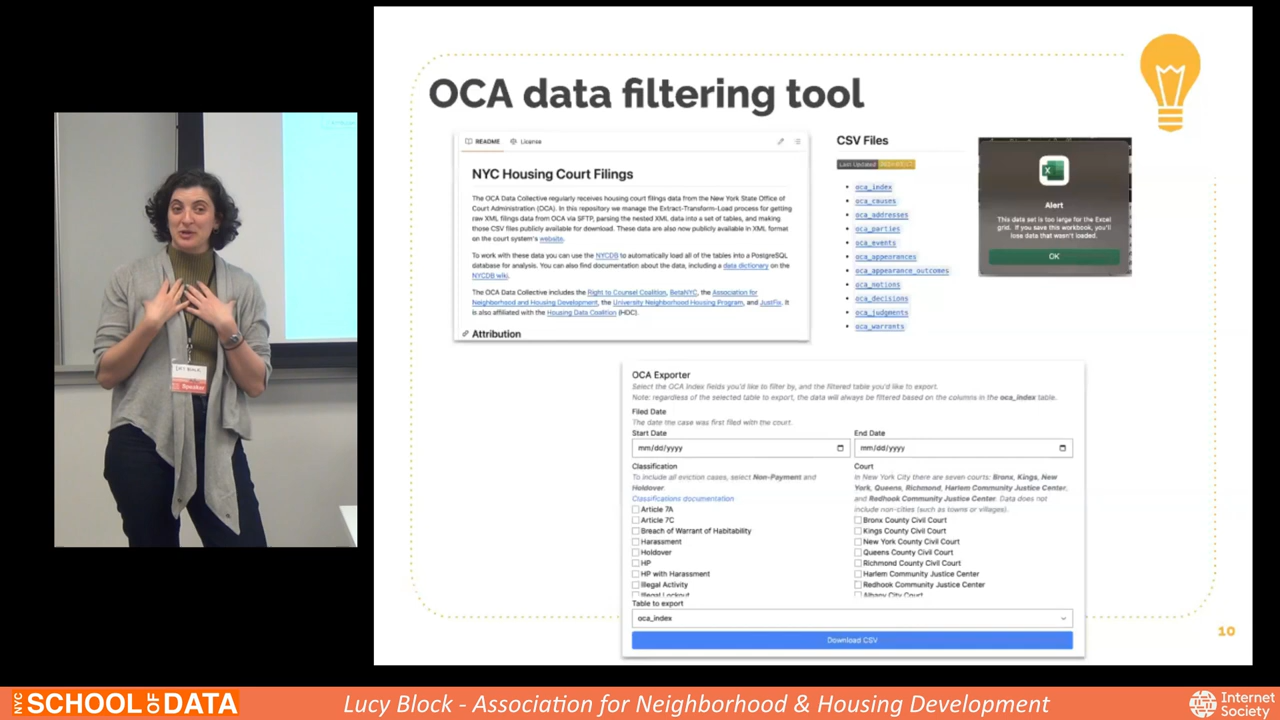 OCA data filtering tool
README
License
NYC Housing Court Filings
The OCA Data Collective regularly receives housing court filings data from the New York State Office of
Court Administration (OCA). In this repository we manage the Extract-Transform-Load process for getting
raw XML filings data from OCA via SFTP, parsing the nested XML data into a set of tables, and making
those CSV files publicly available for download. These data are also now publicly available in XML format
on the court system's website.
To work with these data you can use the NYCDB to automatically load all of the tables into a PostgreSQL
database for analysis. You can also find documentation about the data, including a data dictionary on the
NYCDB wiki.
The OCA Data Collective includes the Right to Counsel Coalition, BetaNYC, the Association for
Neighborhood and Housing Development, the University Neighborhood Housing Program, and JustFix. It
is also affiliated with the Housing Data Coalition (HDC).
Attribution
CSV Files
Last Updated
oca_index
oca_causes
oca_addresses
oca_parties
oca_events
oca_appearances
oca_appearance_outcomes
oca_motions
oca_decisions
oca_judgments
oca_warrants
Alert
This data set is too large for the Excel
grid. If you save this workbook, you'll
lose data that wasn't loaded.
OK
OCA Exporter
Select the OCA index fields you'd like to filter by, and the filtered table you'd like to export.
Note: regardless of the selected table to export, the data will always be filtered based on the columns in the oca_index table.
Filed Date
The date the case was first filed with the court.
Start Date
End Date
mm/dd/yyyy
mm/dd/yyyy
Classification
To include all eviction cases, select Non-Payment and
Holdover.
Classifications documentation
Article 7A
Article 7C
Breach of Warrant of Habitability
Harassment
Holdover
HP
HP with Harassment
Illegal Activity
Illegal Lockout
Court
In New York City there are seven courts: Bronx, Kings, New
York, Queens, Richmond, Harlem Community Justice Center,
and Redhook Community Justice Center. Data does not
include non-cities (such as towns or villages).
Bronx County Civil Court
Kings County Civil Court
New York County Civil Court
Queens County Civil Court
Richmond County Civil Court
Harlem Community Justice Center
Redhook Community Justice Center
Albany City Court
Table to export
oca_index
Download CSV
10
Speaker
NYC SCHOOL OF DATA
Lucy Block - Association for Neighborhood & Housing Development
Internet
Society